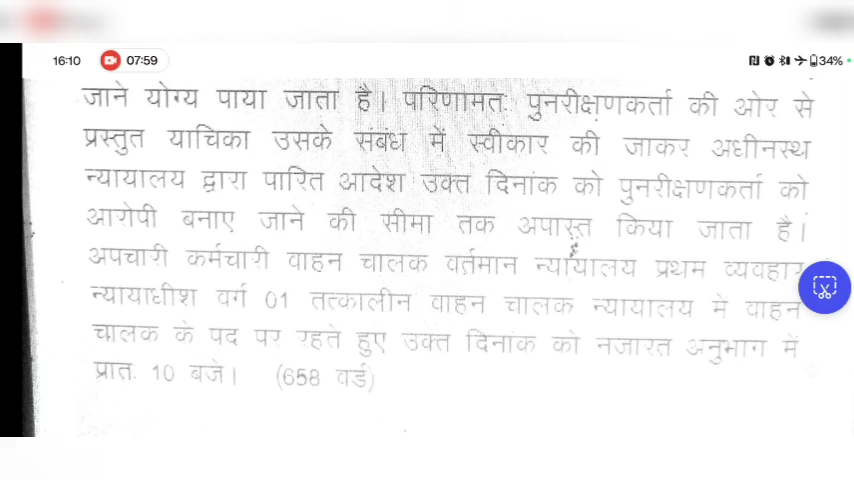 16:10 07:59 34%
जाने योग्य पाया जाता है। परिणामतः पुनरीक्षणकर्ता की ओर से
प्रस्तुत याचिका उसके संबंध में स्वीकार की जाकर अधीनस्थ
न्यायालय द्वारा पारित आदेश उक्त दिनांक को पुनरीक्षणकर्ता को
आरोपी बनाए जाने की सीमा तक अपास्त किया जाता है।
अपचारी कर्मचारी वाहन चालक वर्तमान न्यायालय प्रथम व्यवहार
न्यायाधीश वर्ग 01 तत्कालीन वाहन चालक न्यायालय में वाहन
चालक के पद पर रहते हुए उक्त दिनांक को नजारत अनुभाग में
प्रात: 10 बजे। (658 वर्ड)